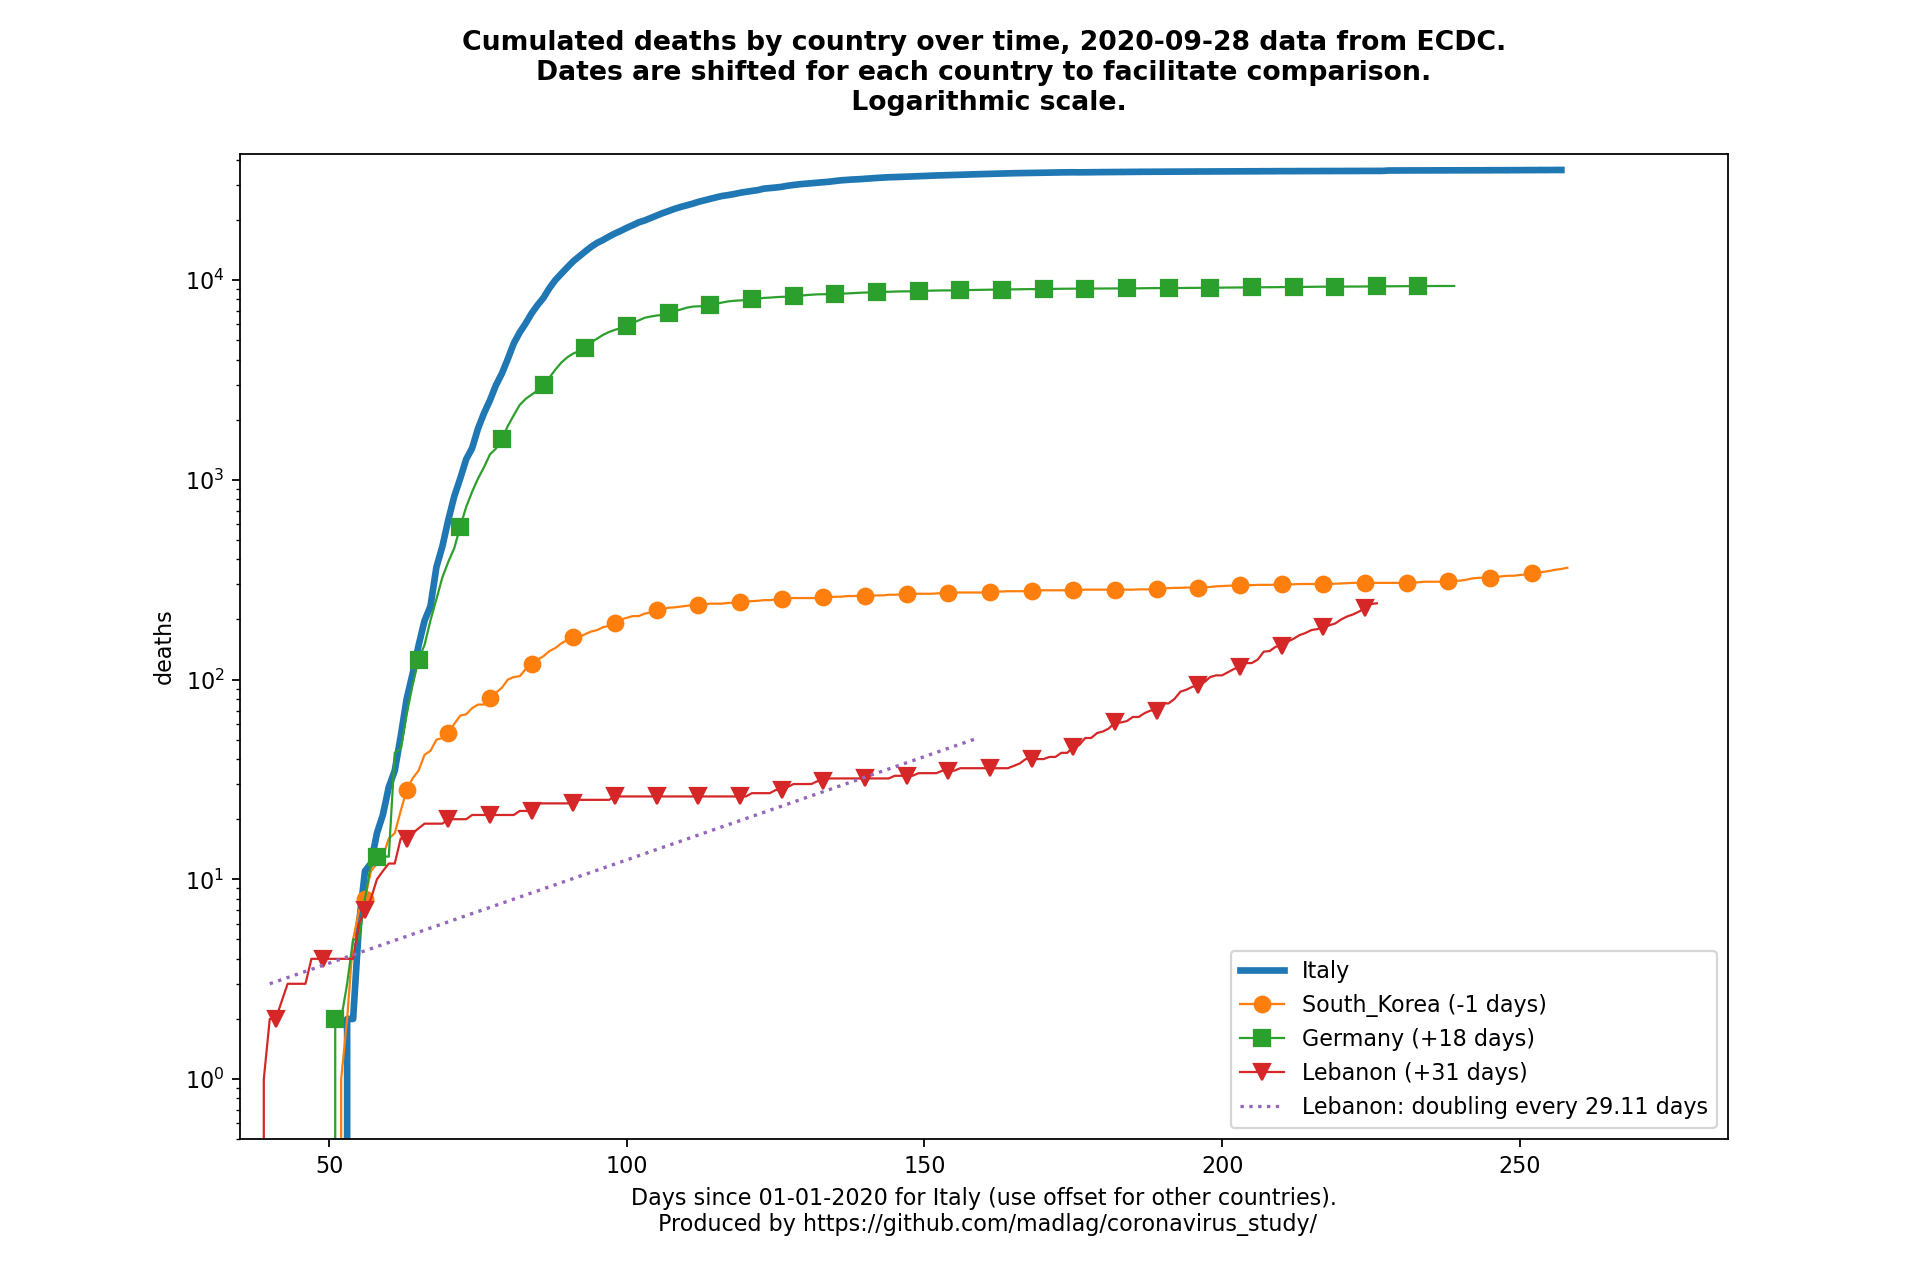 Cumulated deaths by country over time, 2020-09-28 data from ECDC.
Dates are shifted for each country to facilitate comparison.
Logarithmic scale.
10⁴
10³
10²
10¹
10⁰
deaths
50
100
150
200
250
Italy
South_Korea (-1 days)
Germany (+18 days)
Lebanon (+31 days)
Lebanon: doubling every 29.11 days
Days since 01-01-2020 for Italy (use offset for other countries).
Produced by https://github.com/madlag/coronavirus_study/